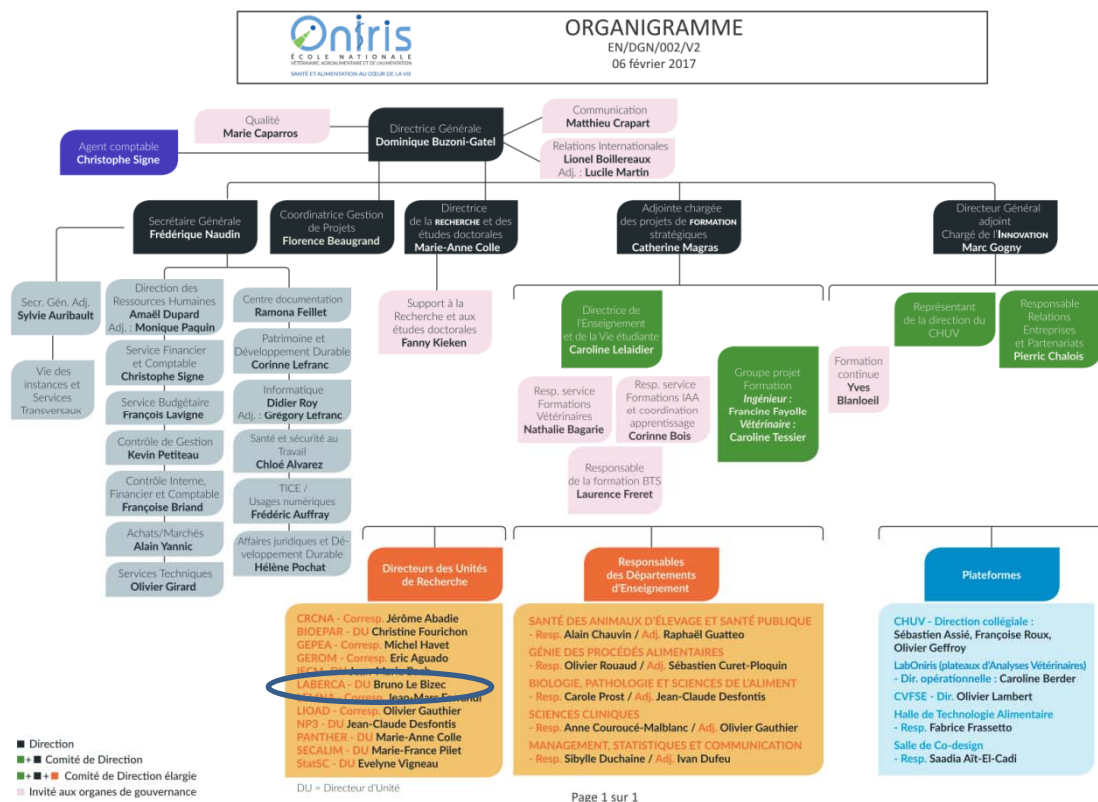 Oniris
ÉCOLE NATIONALE
VÉTÉRINAIRE, AGROALIMENTAIRE ET DE L'ALIMENTATION
SANTÉ ET ALIMENTATION AU CŒUR DE LA VIE
ORGANIGRAMME
EN/DGN/002/V2
06 février 2017
Qualité
Marie Caparros
Directrice Générale
Dominique Buzoni-Gatel
Communication
Matthieu Crapart
Agent comptable
Christophe Signe
Relations Internationales
Lionel Boillereaux
Adj. : Lucile Martin
Secrétaire Générale
Frédérique Naudin
Coordinatrice Gestion
de Projets
Florence Beaugrand
Directrice
de la RECHERCHE et des
études doctorales
Marie-Anne Colle
Adjointe chargée
des projets de FORMATION
stratégiques
Catherine Magras
Directeur Général
adjoint
Chargé de l'INNOVATION
Marc Gogny
Secr. Gén. Adj.
Sylvie Auribault
Vie des
instances et
Services
Transversaux
Direction des
Ressources Humaines
Amaël Dupard
Adj. : Monique Paquin
Service Financier
et Comptable
Christophe Signe
Service Budgétaire
François Lavigne
Contrôle de Gestion
Kevin Petiteau
Contrôle Interne,
Financier et Comptable
Françoise Briand
Achats/Marchés
Alain Yannic
Services Techniques
Olivier Girard
Centre documentation
Ramona Feillet
Patrimoine et
Développement Durable
Corinne Lefranc
Informatique
Didier Roy
Adj. : Grégory Lefranc
Santé et sécurité au
Travail
Chloé Alvarez
TICE /
Usages numériques
Frédéric Auffray
Affaires juridiques et Dé-
veloppement Durable
Hélène Pochat
Support à la
Recherche et aux
études doctorales
Fanny Kieken
Directrice de
l'Enseignement
et de la Vie étudiante
Caroline Lelaidier
Resp. service
Formations
Vétérinaires
Nathalie Bagarie
Resp. service
Formations IAA
et coordination
apprentissage
Corinne Bois
Responsable
de la formation BTS
Laurence Freret
Groupe projet
Formation
Ingénieur :
Francine Fayolle
Vétérinaire :
Caroline Tessier
Représentant
de la direction du
CHUV
Responsable
Relations
Entreprises
et Partenariats
Pierric Chalois
Formation
continue
Yves
Blanloeil
Directeurs des Unités
de Recherche
CRCNA - Corresp. Jérôme Abadie
BIOEPAR - DU Christine Fourichon
GEPEA - Corresp. Michel Havet
GEROM - Corresp. Eric Aguado
LABERCA - DU Bruno Le Bizec
Corresp. Jean-Marc
LIOAD - Corresp. Olivier Gauthier
NP3 - DU Jean-Claude Desfontis
PANTHER - DU Marie-Anne Colle
SECALIM - DU Marie-France Pilet
StatSC - DU Evelyne Vigneau
DU = Directeur d'Unité
Responsables
des Départements
d'Enseignement
SANTÉ DES ANIMAUX D'ÉLEVAGE ET SANTÉ PUBLIQUE
- Resp. Alain Chauvin / Adj. Raphaël Guatteo
GÉNIE DES PROCÉDÉS ALIMENTAIRES
- Resp. Olivier Rouaud / Adj. Sébastien Curet-Ploquin
BIOLOGIE, PATHOLOGIE ET SCIENCES DE L'ALIMENT
- Resp. Carole Prost / Adj. Jean-Claude Desfontis
SCIENCES CLINIQUES
- Resp. Anne Couroucé-Malblanc / Adj. Olivier Gauthier
MANAGEMENT, STATISTIQUES ET COMMUNICATION
- Resp. Sibylle Duchaine / Adj. Ivan Dufeu
Plateformes
CHUV - Direction collégiale :
Sébastien Assié, Françoise Roux,
Olivier Geffroy
LabOniris (plateaux d'Analyses Vétérinaires)
- Dir. opérationnelle : Caroline Berder
CVFSE - Dir. Olivier Lambert
Halle de Technologie Alimentaire
- Resp. Fabrice Frassetto
Salle de Co-design
- Resp. Saadia Aït-El-Cadi
Direction
+ Comité de Direction
+ + Comité de Direction élargie
Invité aux organes de gouvernance
Page 1 sur 1